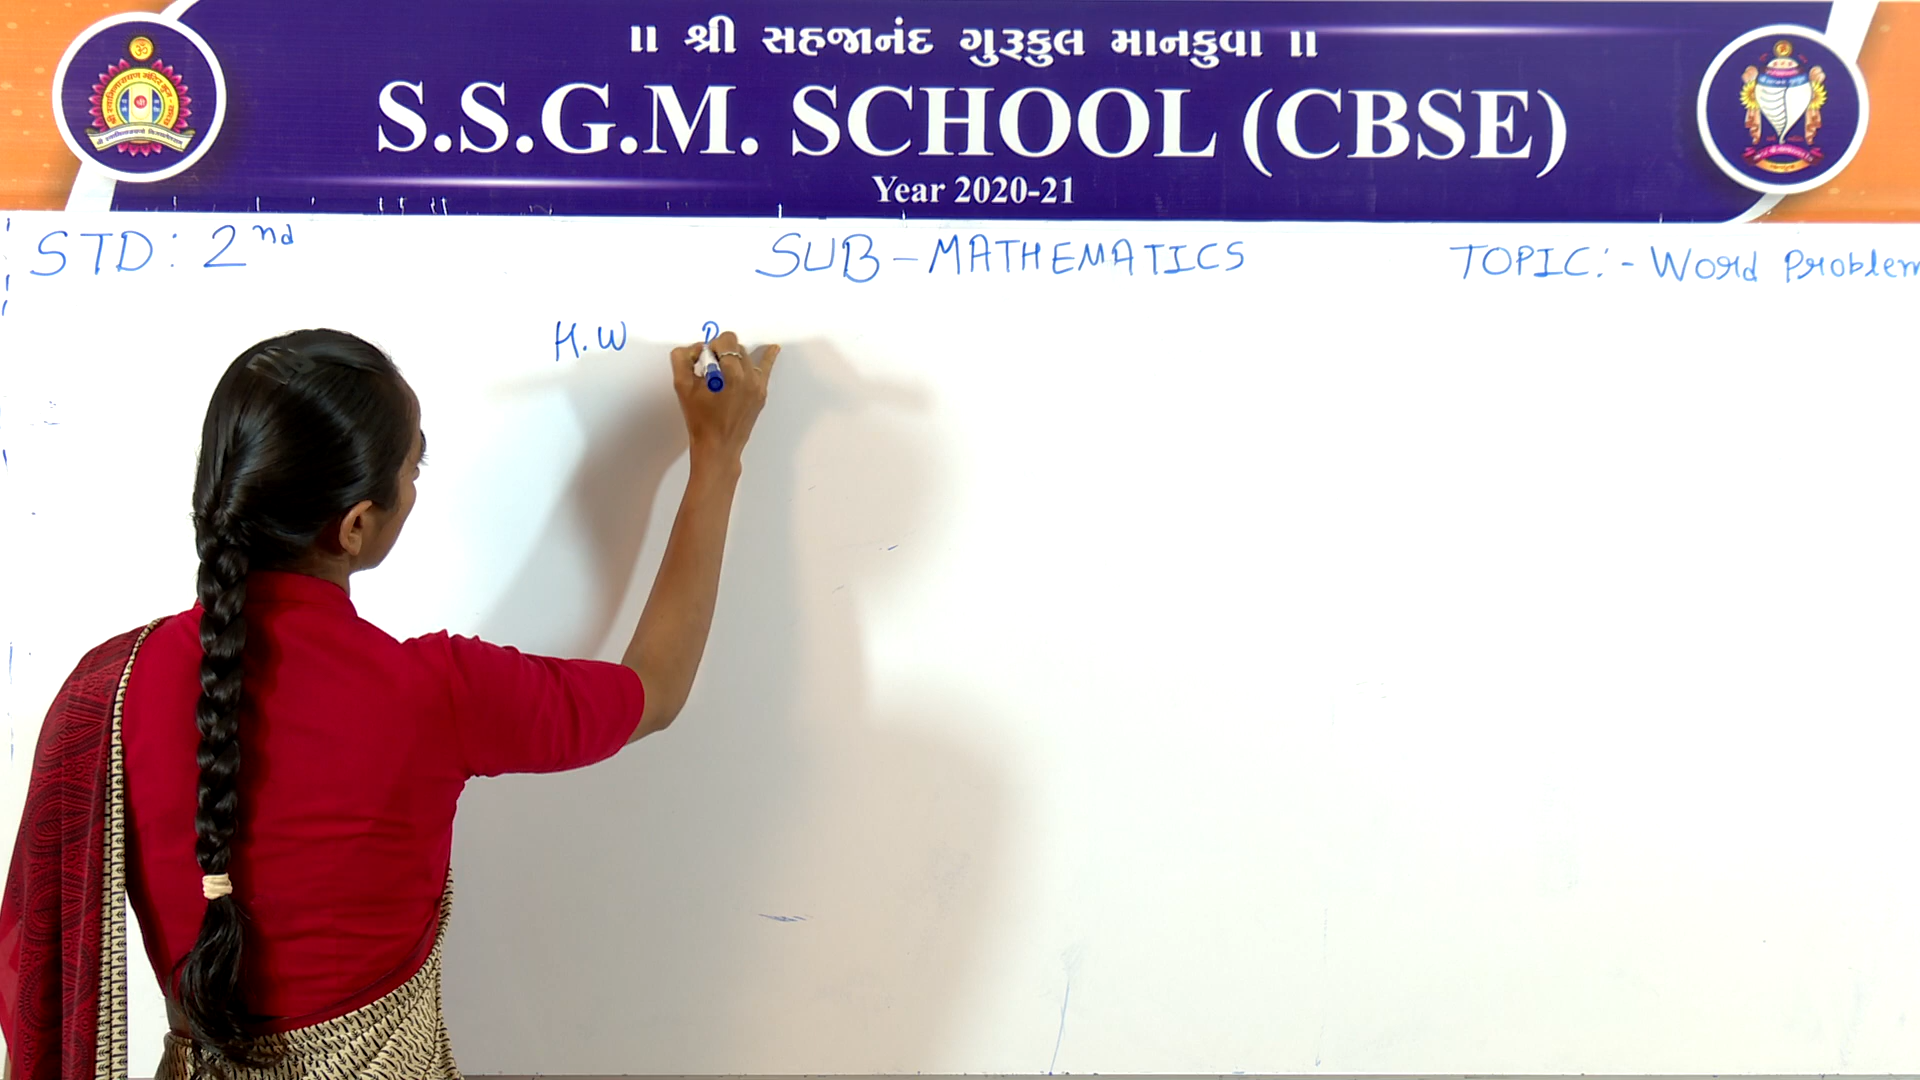 ॥ શ્રી સહજાનંદ ગુરૂકુલ માનકુવા ॥
S.S.G.M. SCHOOL (CBSE)
Year 2020-21
STD: 2nd
SUB - MATHEMATICS
TOPIC:- Word Problem
H.W